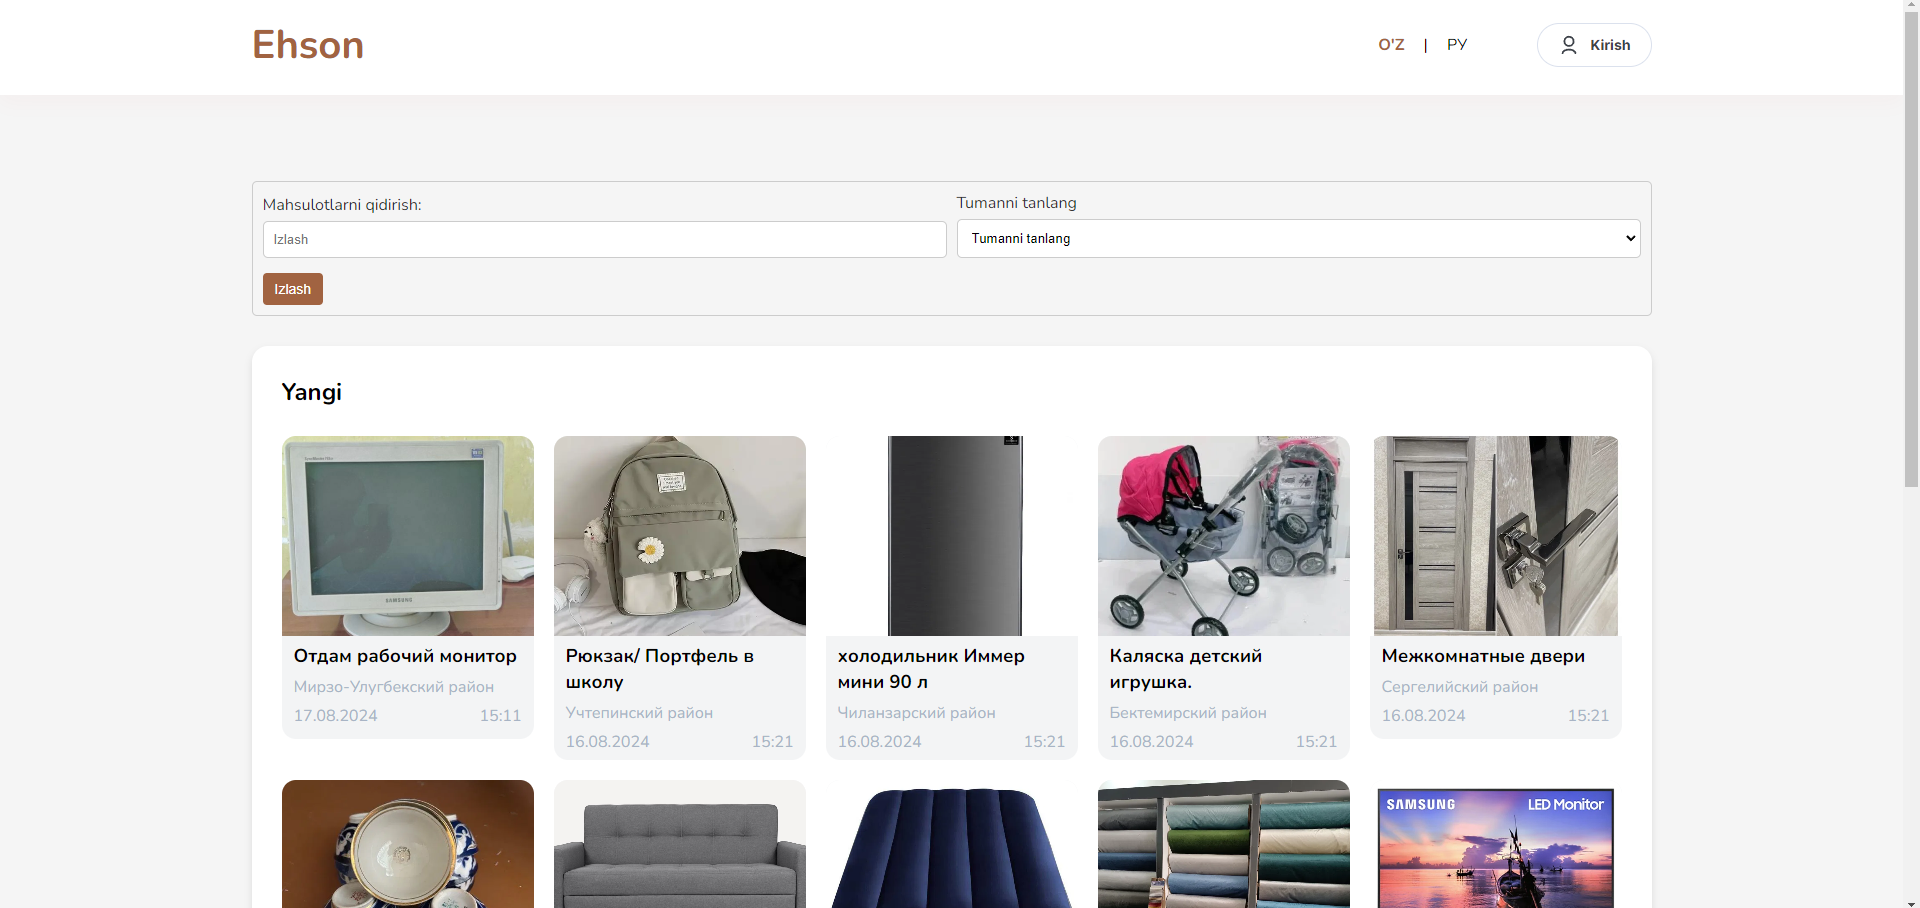 Ehson
O'Z | РУ
Kirish
Mahsulotlarni qidirish:
Tumanni tanlang
Izlash
Tumanni tanlang
Izlash
Yangi
SAMSUNG
Отдам рабочий монитор
Мирзо-Улугбекский район
17.08.2024 15:11
Рюкзак/ Портфель в
школу
Учтепинский район
16.08.2024 15:21
холодильник Иммер
мини 90 л
Чиланзарский район
16.08.2024 15:21
Каляска детский
игрушка.
Бектемирский район
16.08.2024 15:21
Межкомнатные двери
Сергелийский район
16.08.2024 15:21
SAMSUNG LED Monitor